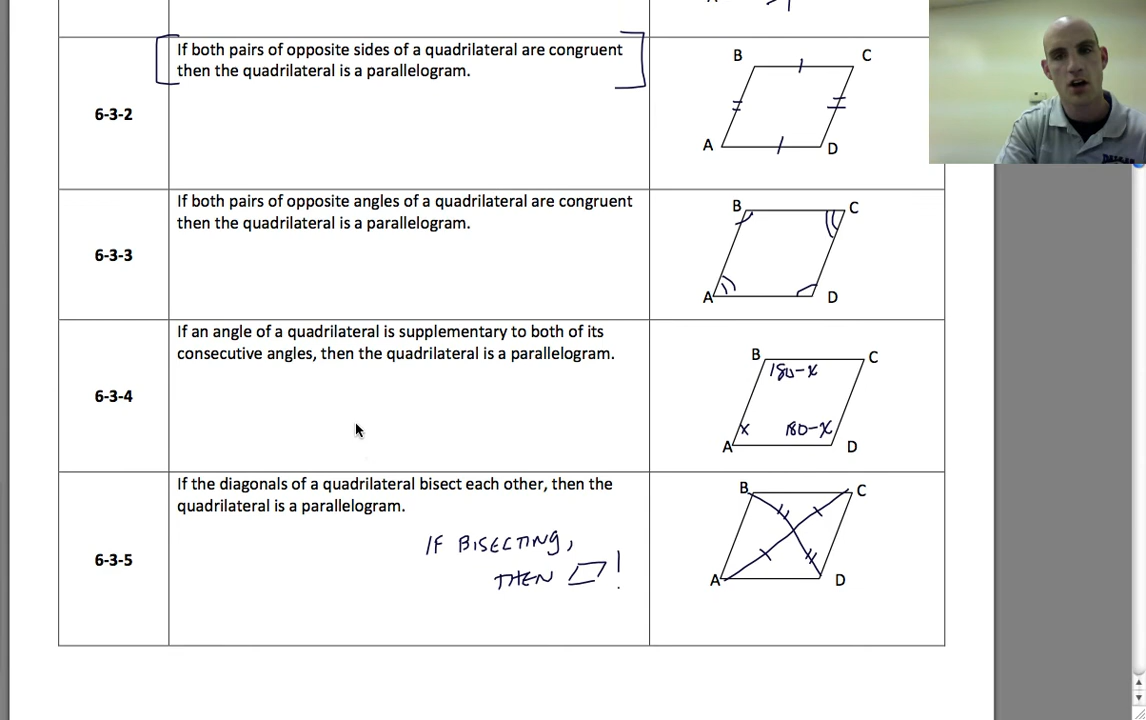 If both pairs of opposite sides of a quadrilateral are congruent
then the quadrilateral is a parallelogram.
6-3-2
B C
A D
If both pairs of opposite angles of a quadrilateral are congruent
then the quadrilateral is a parallelogram.
6-3-3
B C
A D
If an angle of a quadrilateral is supplementary to both of its
consecutive angles, then the quadrilateral is a parallelogram.
6-3-4
B C
180-x
x 180-x
A D
If the diagonals of a quadrilateral bisect each other, then the
quadrilateral is a parallelogram.
6-3-5
IF BISECTING,
THEN ▱!
B C
A D